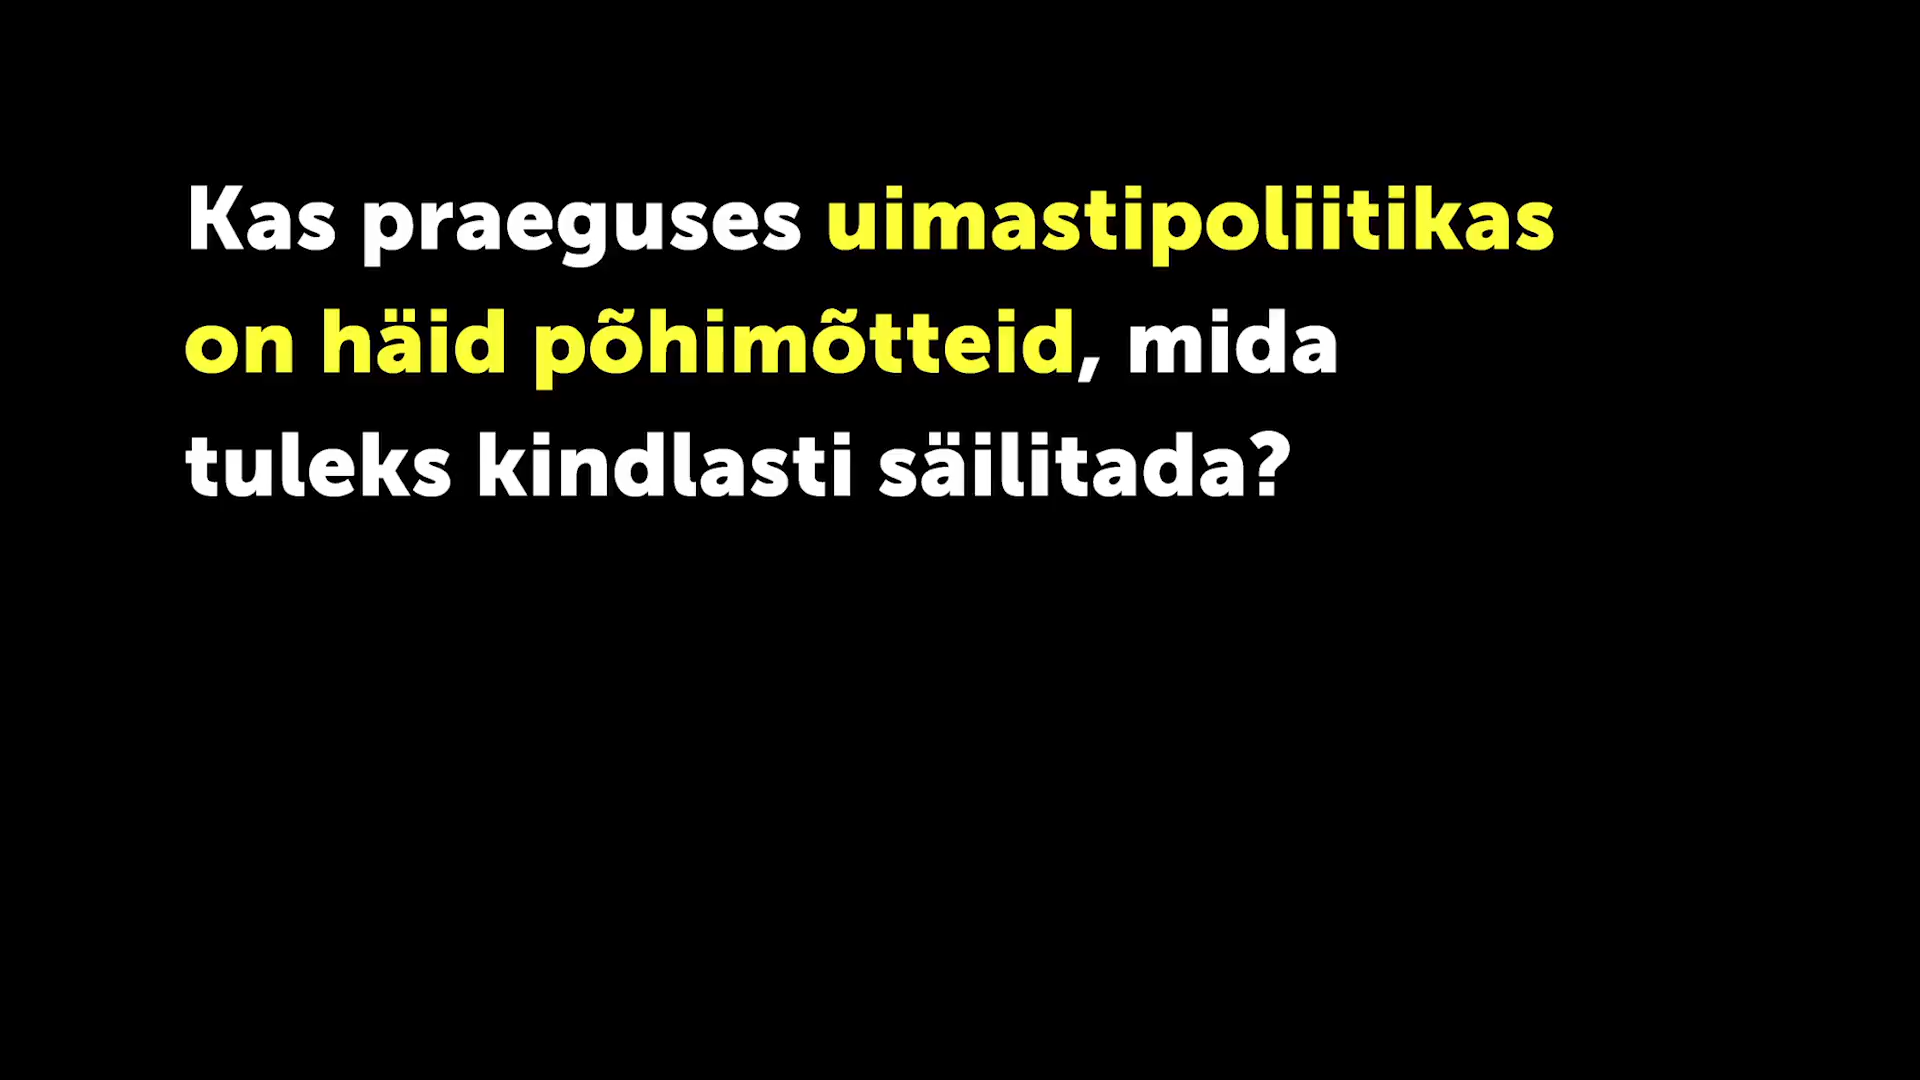 Kas praeguses uimastipoliitikas
on häid põhimõtteid, mida
tuleks kindlasti säilitada?